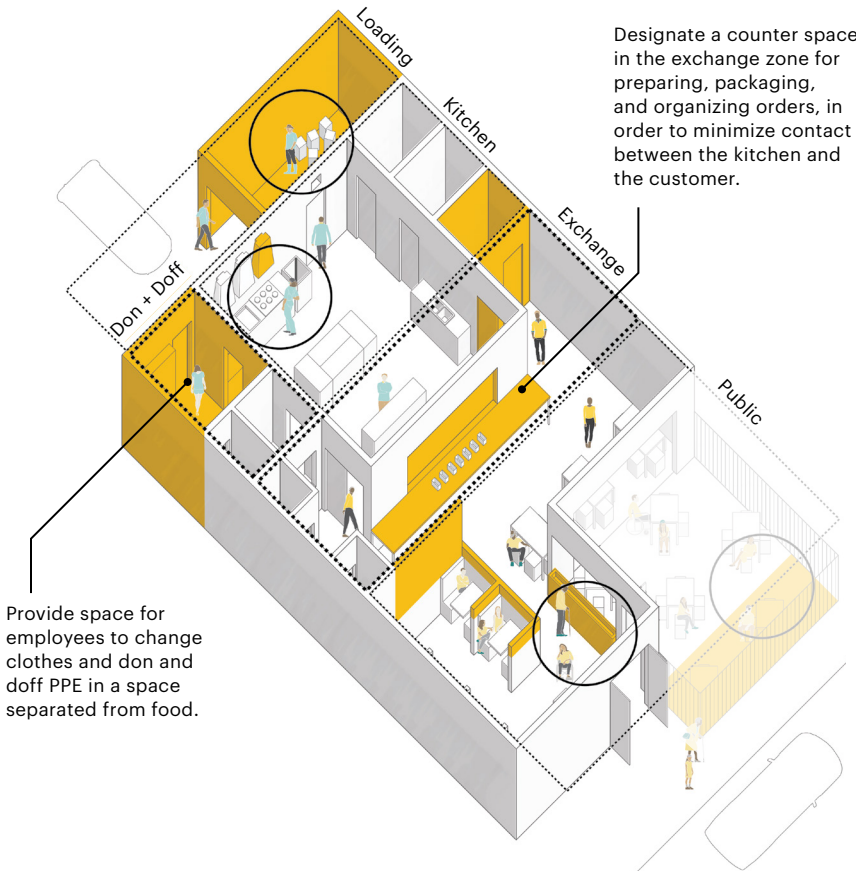 Loading
Kitchen
Exchange
Public
Don + Doff
Designate a counter space
in the exchange zone for
preparing, packaging,
and organizing orders, in
order to minimize contact
between the kitchen and
the customer.
Provide space for
employees to change
clothes and don and
doff PPE in a space
separated from food.